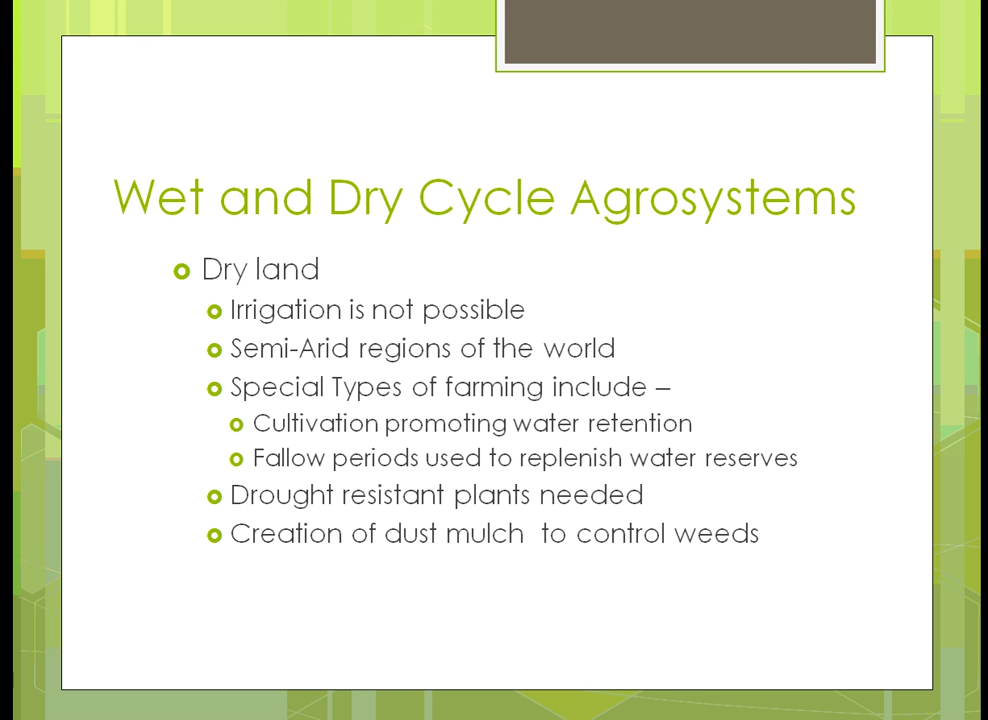 Wet and Dry Cycle Agrosystems
Dry land
Irrigation is not possible
Semi-Arid regions of the world
Special Types of farming include –
Cultivation promoting water retention
Fallow periods used to replenish water reserves
Drought resistant plants needed
Creation of dust mulch  to control weeds